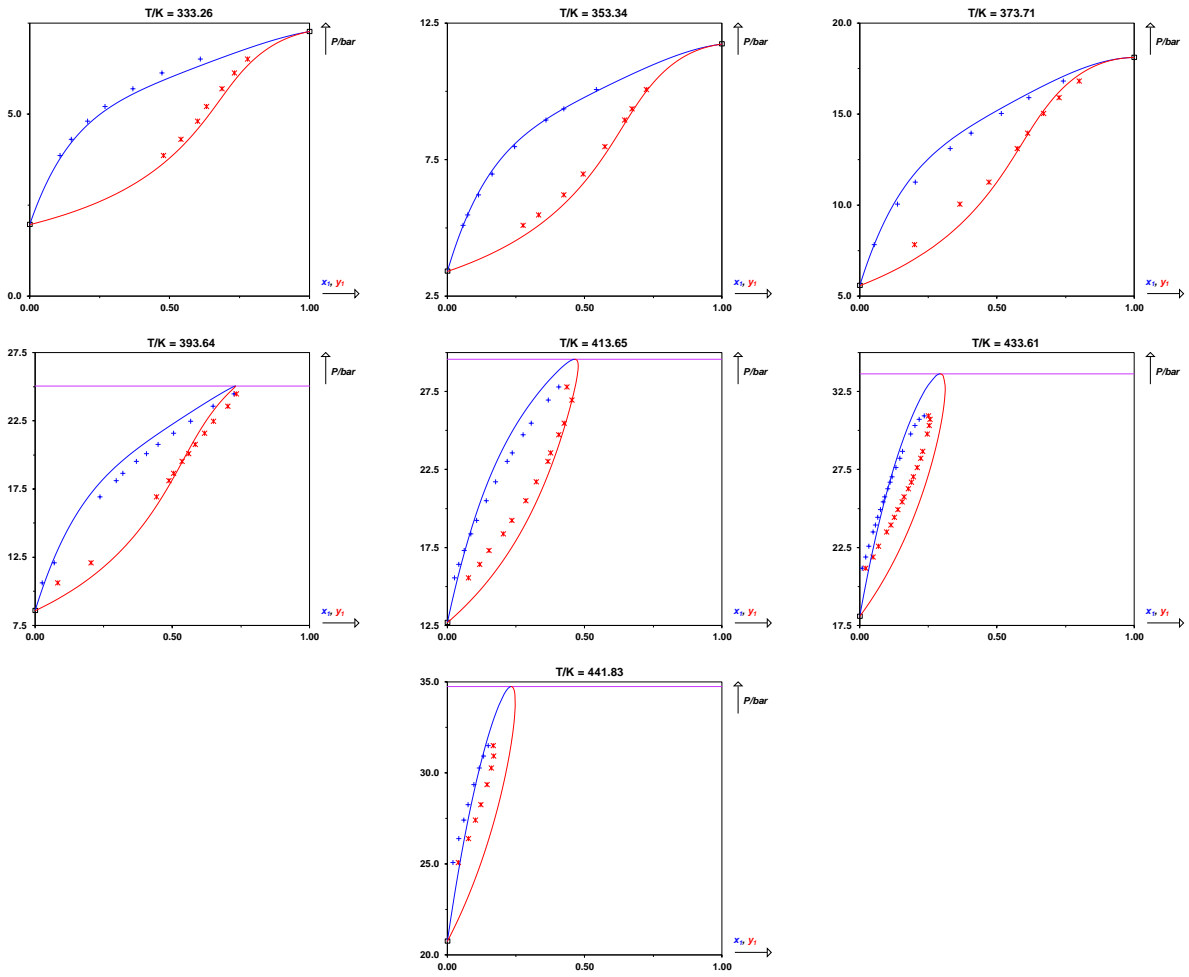 T/K = 333.26
P/bar
5.0
0.0
0.00
0.50
1.00
x₁, y₁
T/K = 353.34
P/bar
12.5
7.5
2.5
0.00
0.50
1.00
x₁, y₁
T/K = 373.71
P/bar
20.0
15.0
10.0
5.0
0.00
0.50
1.00
x₁, y₁
T/K = 393.64
P/bar
27.5
22.5
17.5
12.5
7.5
0.00
0.50
1.00
x₁, y₁
T/K = 413.65
P/bar
27.5
22.5
17.5
12.5
0.00
0.50
1.00
x₁, y₁
T/K = 433.61
P/bar
32.5
27.5
22.5
17.5
0.00
0.50
1.00
x₁, y₁
T/K = 441.83
P/bar
35.0
30.0
25.0
20.0
0.00
0.50
1.00
x₁, y₁